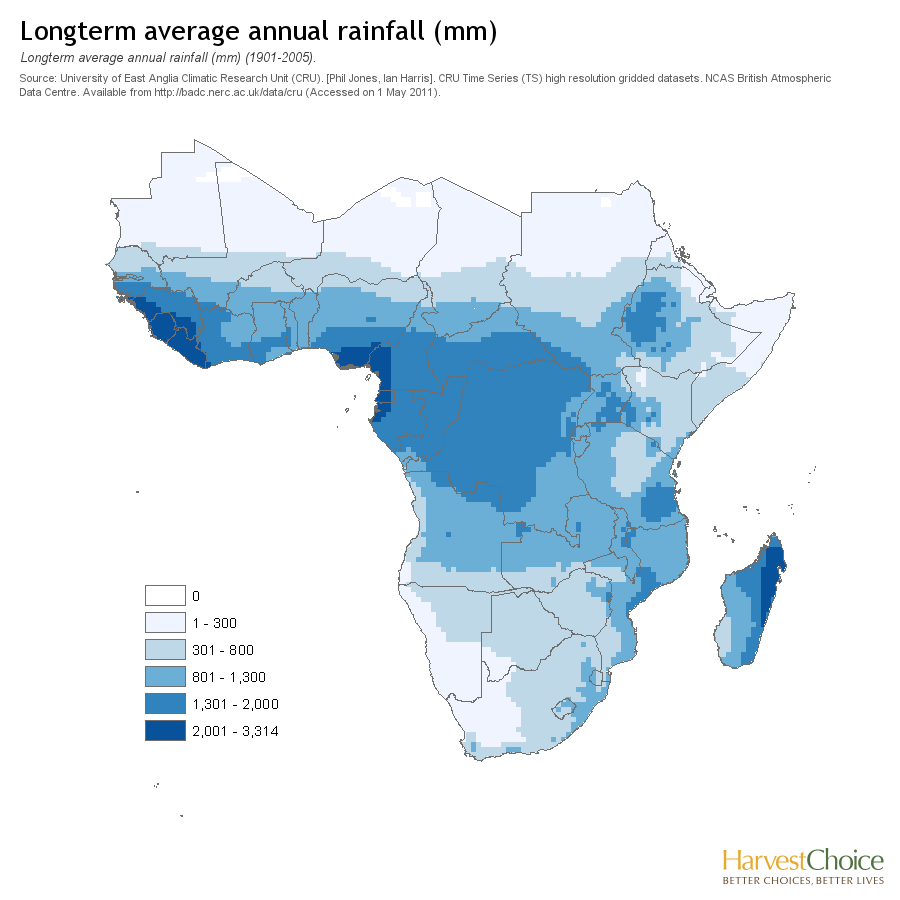 Longterm average annual rainfall (mm)
Longterm average annual rainfall (mm) (1901-2005).
Source: University of East Anglia Climatic Research Unit (CRU). [Phil Jones, Ian Harris]. CRU Time Series (TS) high resolution gridded datasets. NCAS British Atmospheric
Data Centre. Available from http://badc.nerc.ac.uk/data/cru (Accessed on 1 May 2011).
0
1 - 300
301 - 800
801 - 1,300
1,301 - 2,000
2,001 - 3,314
HarvestChoice
BETTER CHOICES, BETTER LIVES